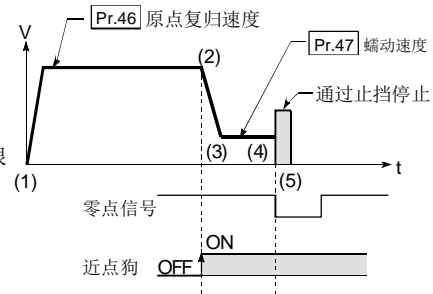 Pr.46 原点复归速度
V
(2)
Pr.47 蠕动速度
通过止挡停止
(3) (4)
t
(1)
(5)
零点信号
ON
近点狗 OFF